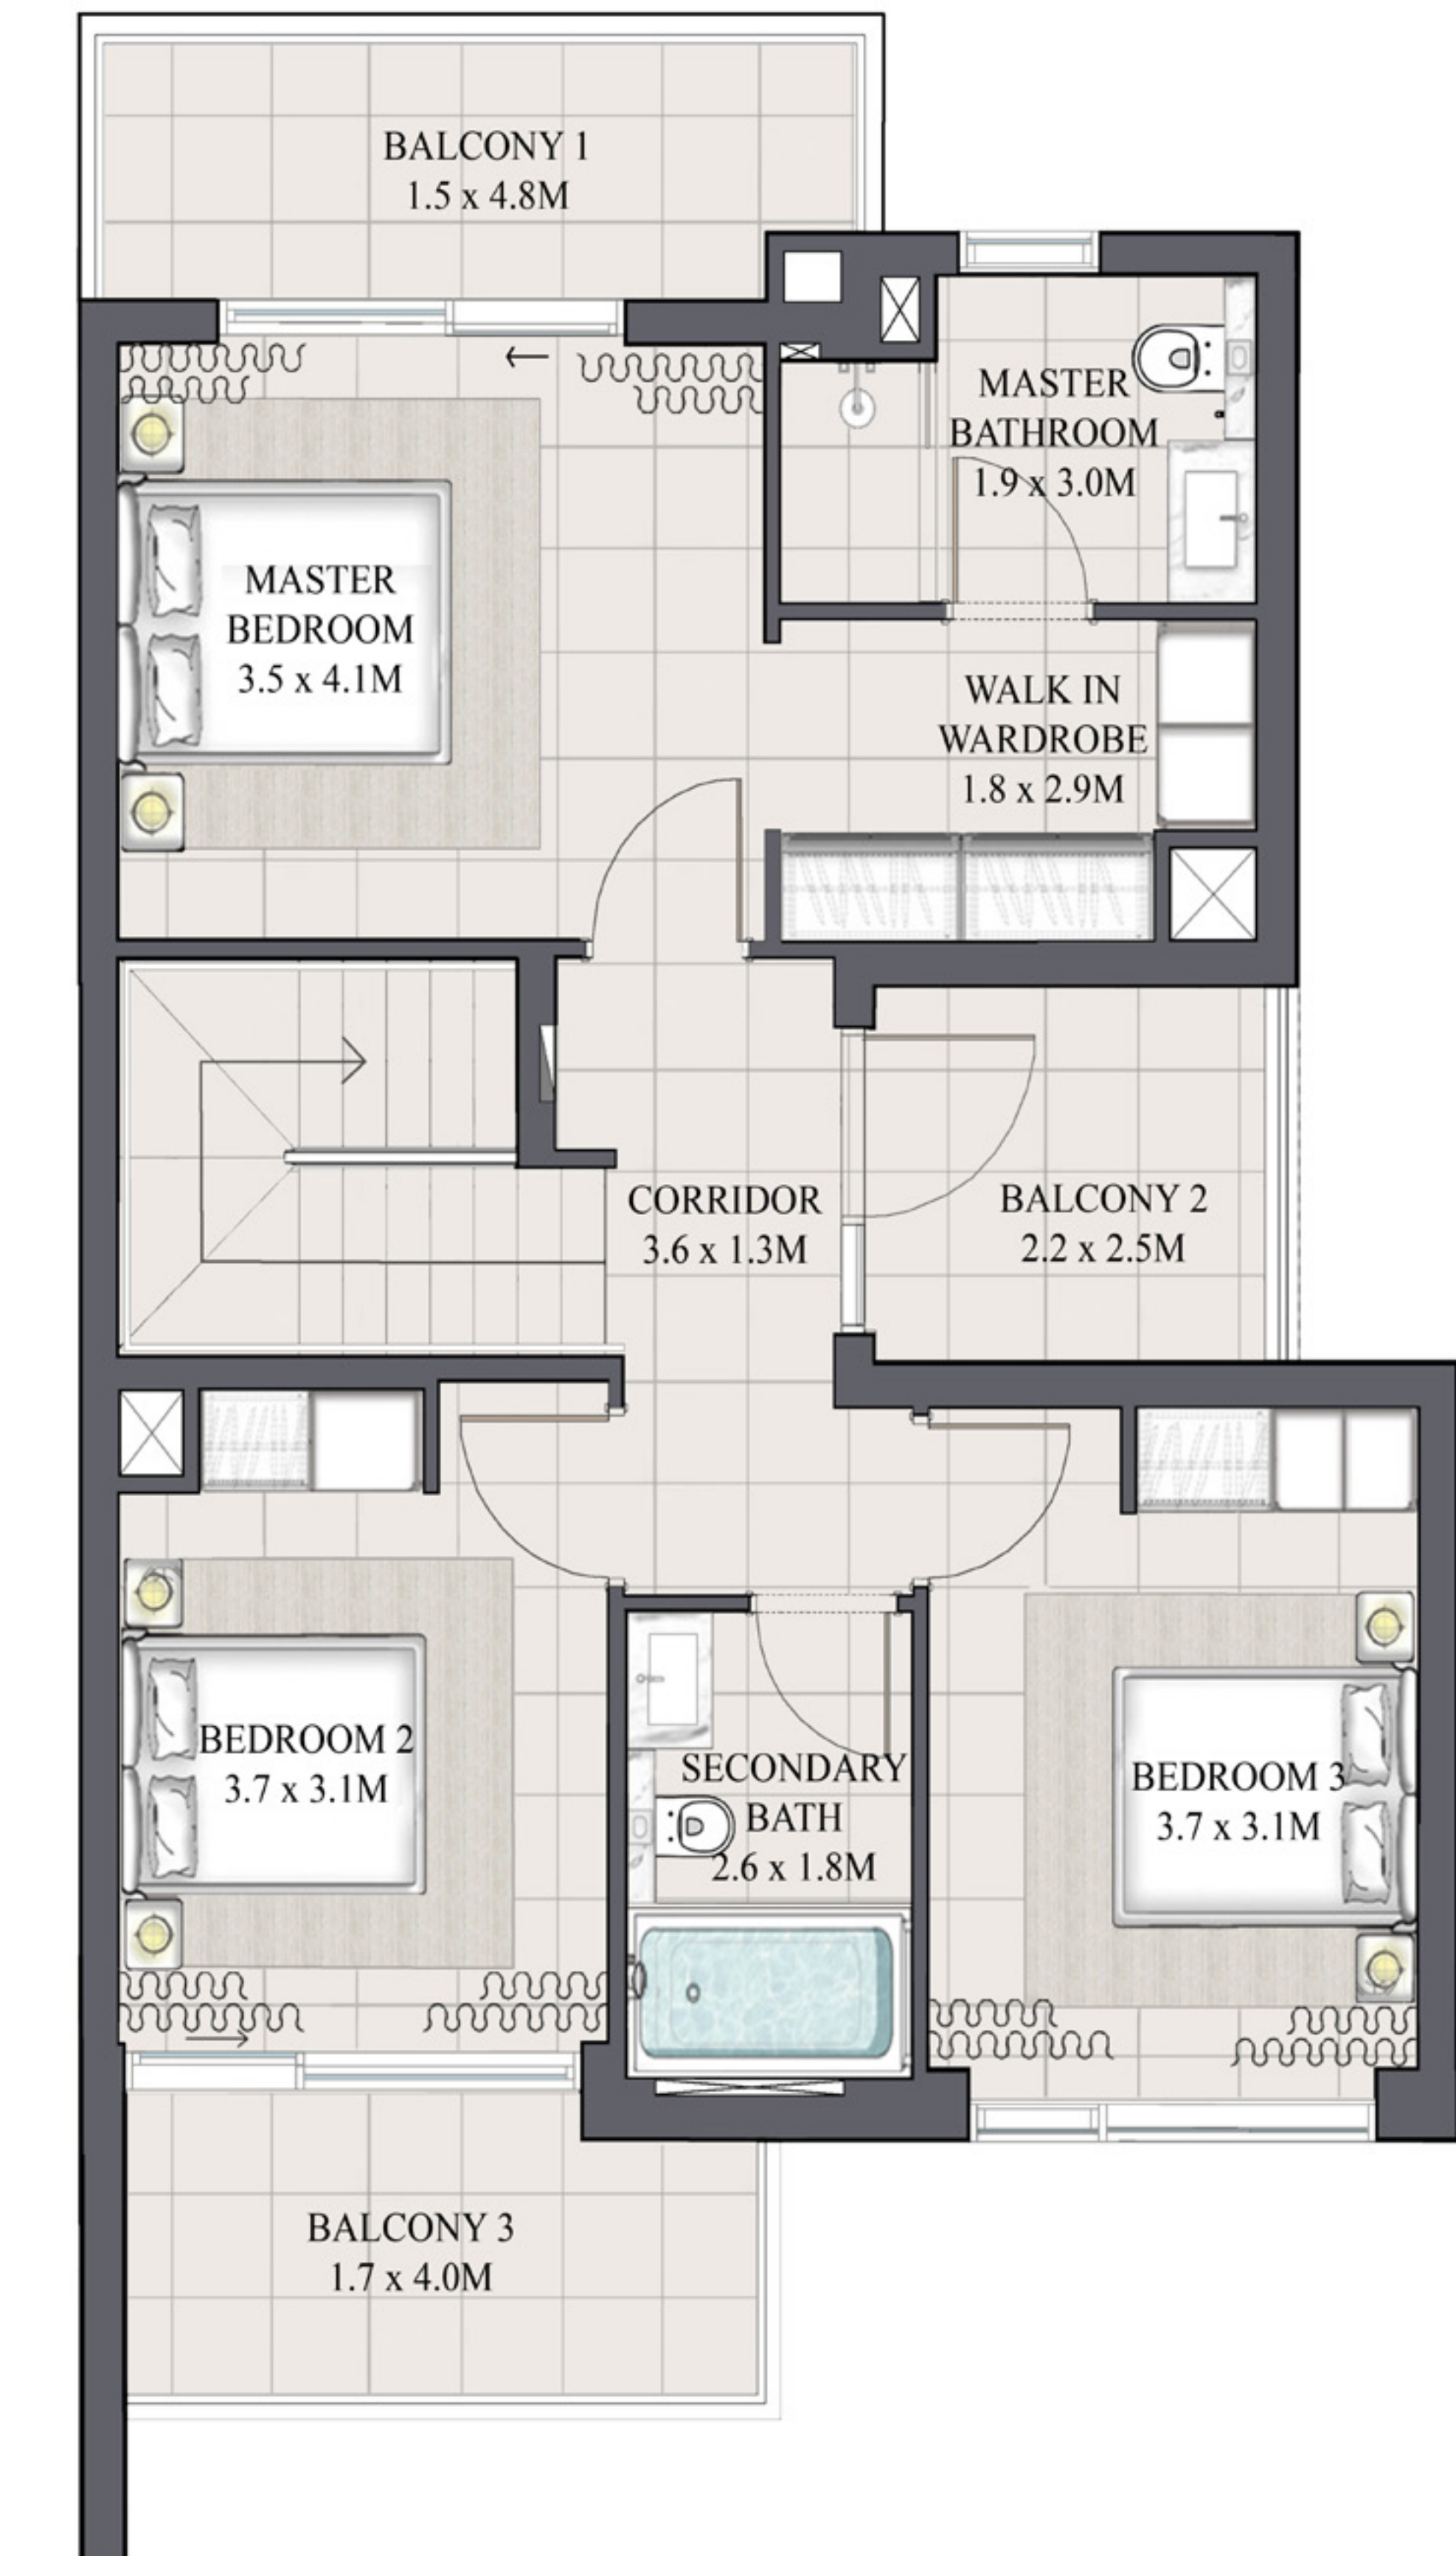 BALCONY 1
1.5 x 4.8M
MASTER
BATHROOM
1.9 x 3.0M
MASTER
BEDROOM
3.5 x 4.1M
WALK IN
WARDROBE
1.8 x 2.9M
CORRIDOR
3.6 x 1.3M
BALCONY 2
2.2 x 2.5M
BEDROOM 2
3.7 x 3.1M
SECONDARY
BATH
2.6 x 1.8M
BEDROOM 3
3.7 x 3.1M
BALCONY 3
1.7 x 4.0M